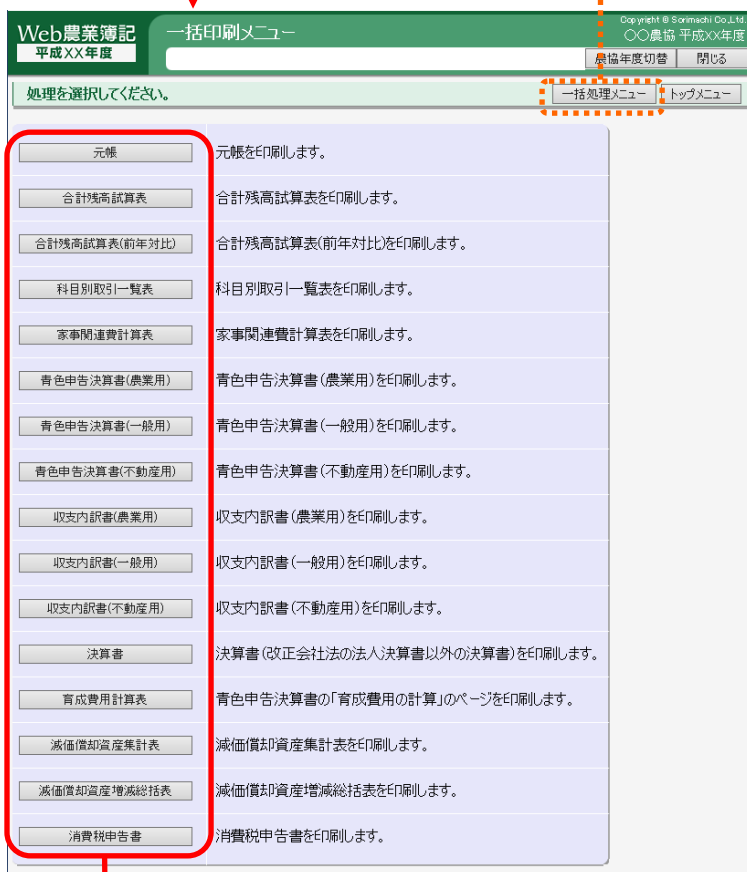 Web農業簿記
平成XX年度
一括印刷メニュー
Copyright © Sorimachi Co.,Ltd.
〇〇農協 平成XX年度
農協年度切替
閉じる
処理を選択してください。
一括処理メニュー
トップメニュー
元帳
元帳を印刷します。
合計残高試算表
合計残高試算表を印刷します。
合計残高試算表(前年対比)
合計残高試算表(前年対比)を印刷します。
科目別取引一覧表
科目別取引一覧表を印刷します。
家事関連費計算表
家事関連費計算表を印刷します。
青色申告決算書(農業用)
青色申告決算書(農業用)を印刷します。
青色申告決算書(一般用)
青色申告決算書(一般用)を印刷します。
青色申告決算書(不動産用)
青色申告決算書(不動産用)を印刷します。
収支内訳書(農業用)
収支内訳書(農業用)を印刷します。
収支内訳書(一般用)
収支内訳書(一般用)を印刷します。
収支内訳書(不動産用)
収支内訳書(不動産用)を印刷します。
決算書
決算書(改正会社法の法人決算書以外の決算書)を印刷します。
育成費用計算表
青色申告決算書の「育成費用の計算」のページを印刷します。
減価償却資産集計表
減価償却資産集計表を印刷します。
減価償却資産増減総括表
減価償却資産増減総括表を印刷します。
消費税申告書
消費税申告書を印刷します。